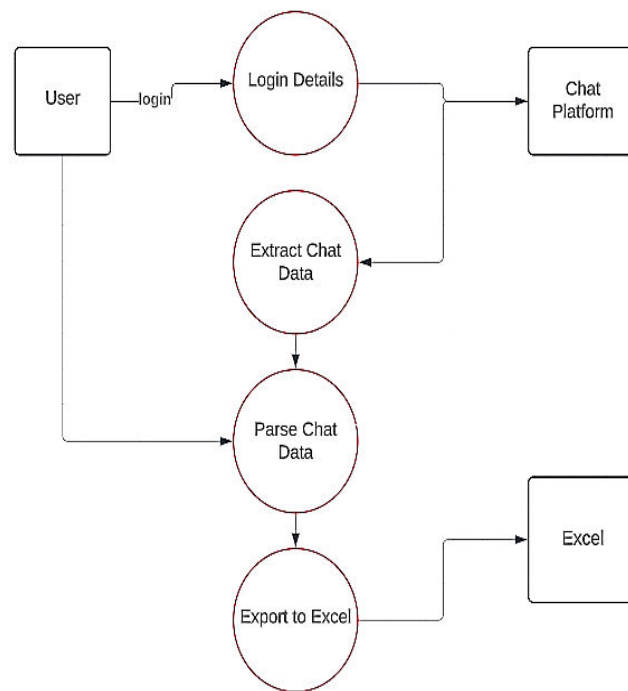 User
login
Login Details
Chat
Platform
Extract Chat
Data
Parse Chat
Data
Excel
Export to Excel